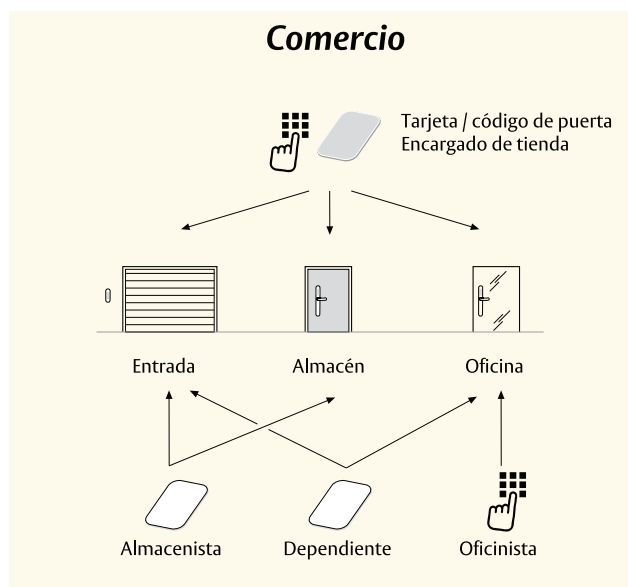 Comercio
Tarjeta / código de puerta
Encargado de tienda
Entrada
Almacén
Oficina
Almacenista
Dependiente
Oficinista